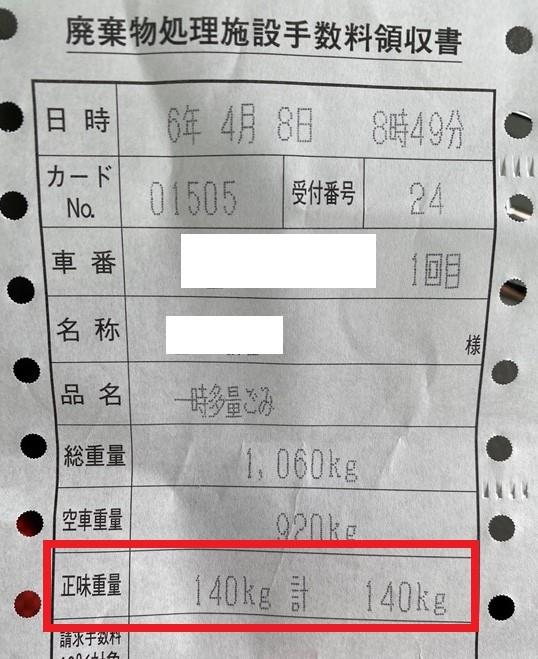 廃棄物処理施設手数料領収書
日時 6年 4月 8日 8時49分
カード No. 01505 受付番号 24
車番 1回目
名称 様
品名 一時多量ごみ
総重量 1,060kg
空車重量 920kg
正味重量 140kg 計 140kg
請求手数料